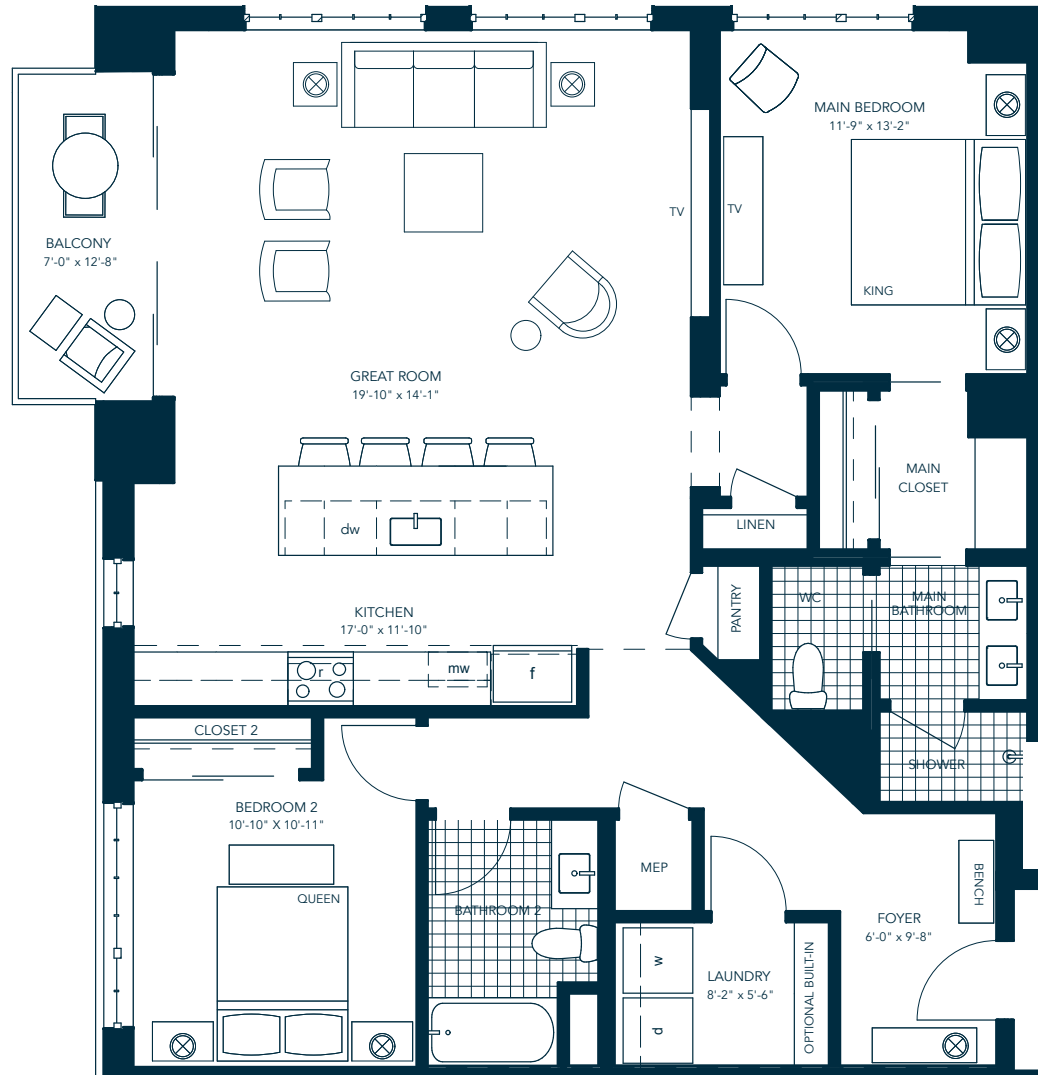 MAIN BEDROOM
11'-9" x 13'-2"
TV
TV
BALCONY
7'-0" x 12'-8"
KING
GREAT ROOM
19'-10" x 14'-1"
MAIN
CLOSET
dw
LINEN
WC
MAIN
BATHROOM
PANTRY
KITCHEN
17'-0" x 11'-10"
r
mw
f
CLOSET 2
SHOWER
BEDROOM 2
10'-10" X 10'-11"
QUEEN
MEP
BENCH
BATHROOM 2
FOYER
6'-0" x 9'-8"
w
LAUNDRY
8'-2" x 5'-6"
OPTIONAL BUILT-IN
d